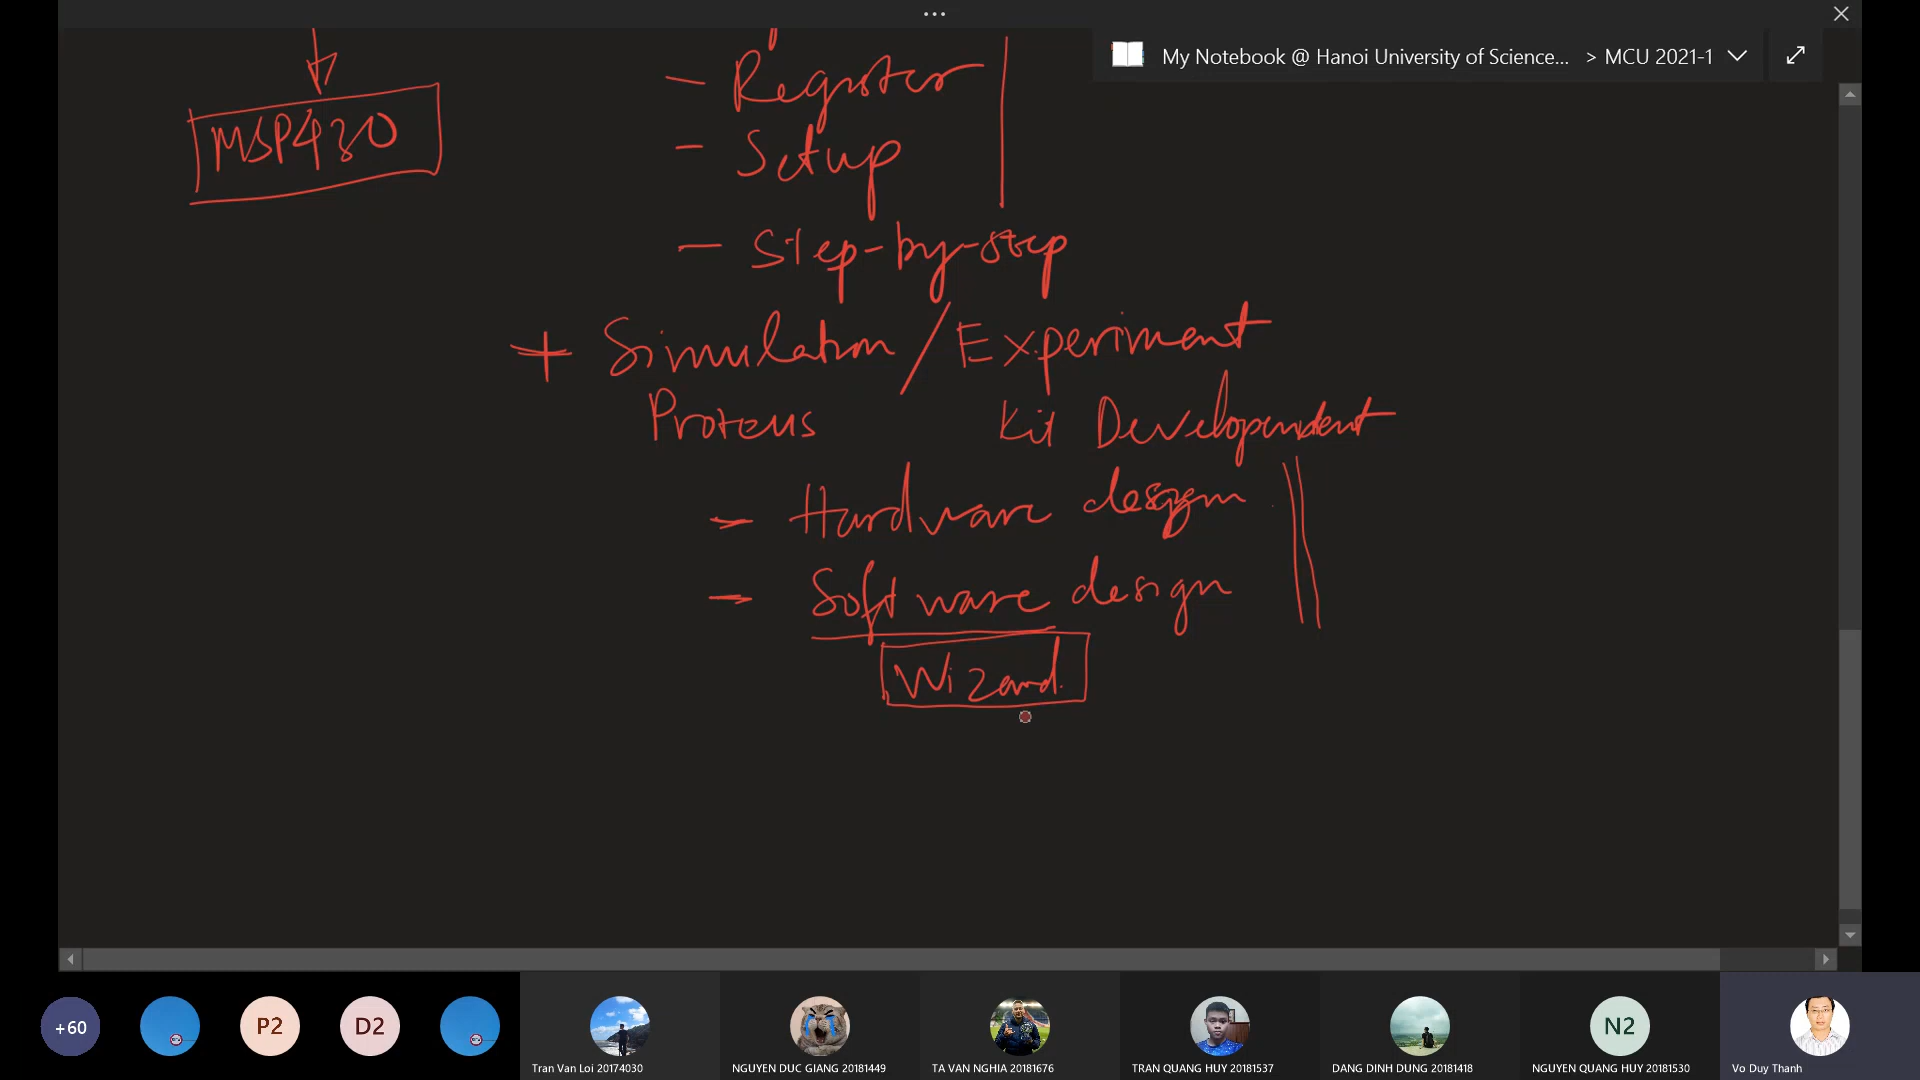 ...
My Notebook @ Hanoi University of Science... > MCU 2021-1
- Register
MSP430
- Setup
- Step-by-step
+ Simulation / Experiment
Proteus Kit Developendent
- Hardware design
- Software design
Wizard
+60
P2
D2
N2
Tran Van Loi 20174030
NGUYEN DUC GIANG 20181449
TA VAN NGHIA 20181676
TRAN QUANG HUY 20181537
DANG DINH DUNG 20181418
NGUYEN QUANG HUY 20181530
Vo Duy Thanh